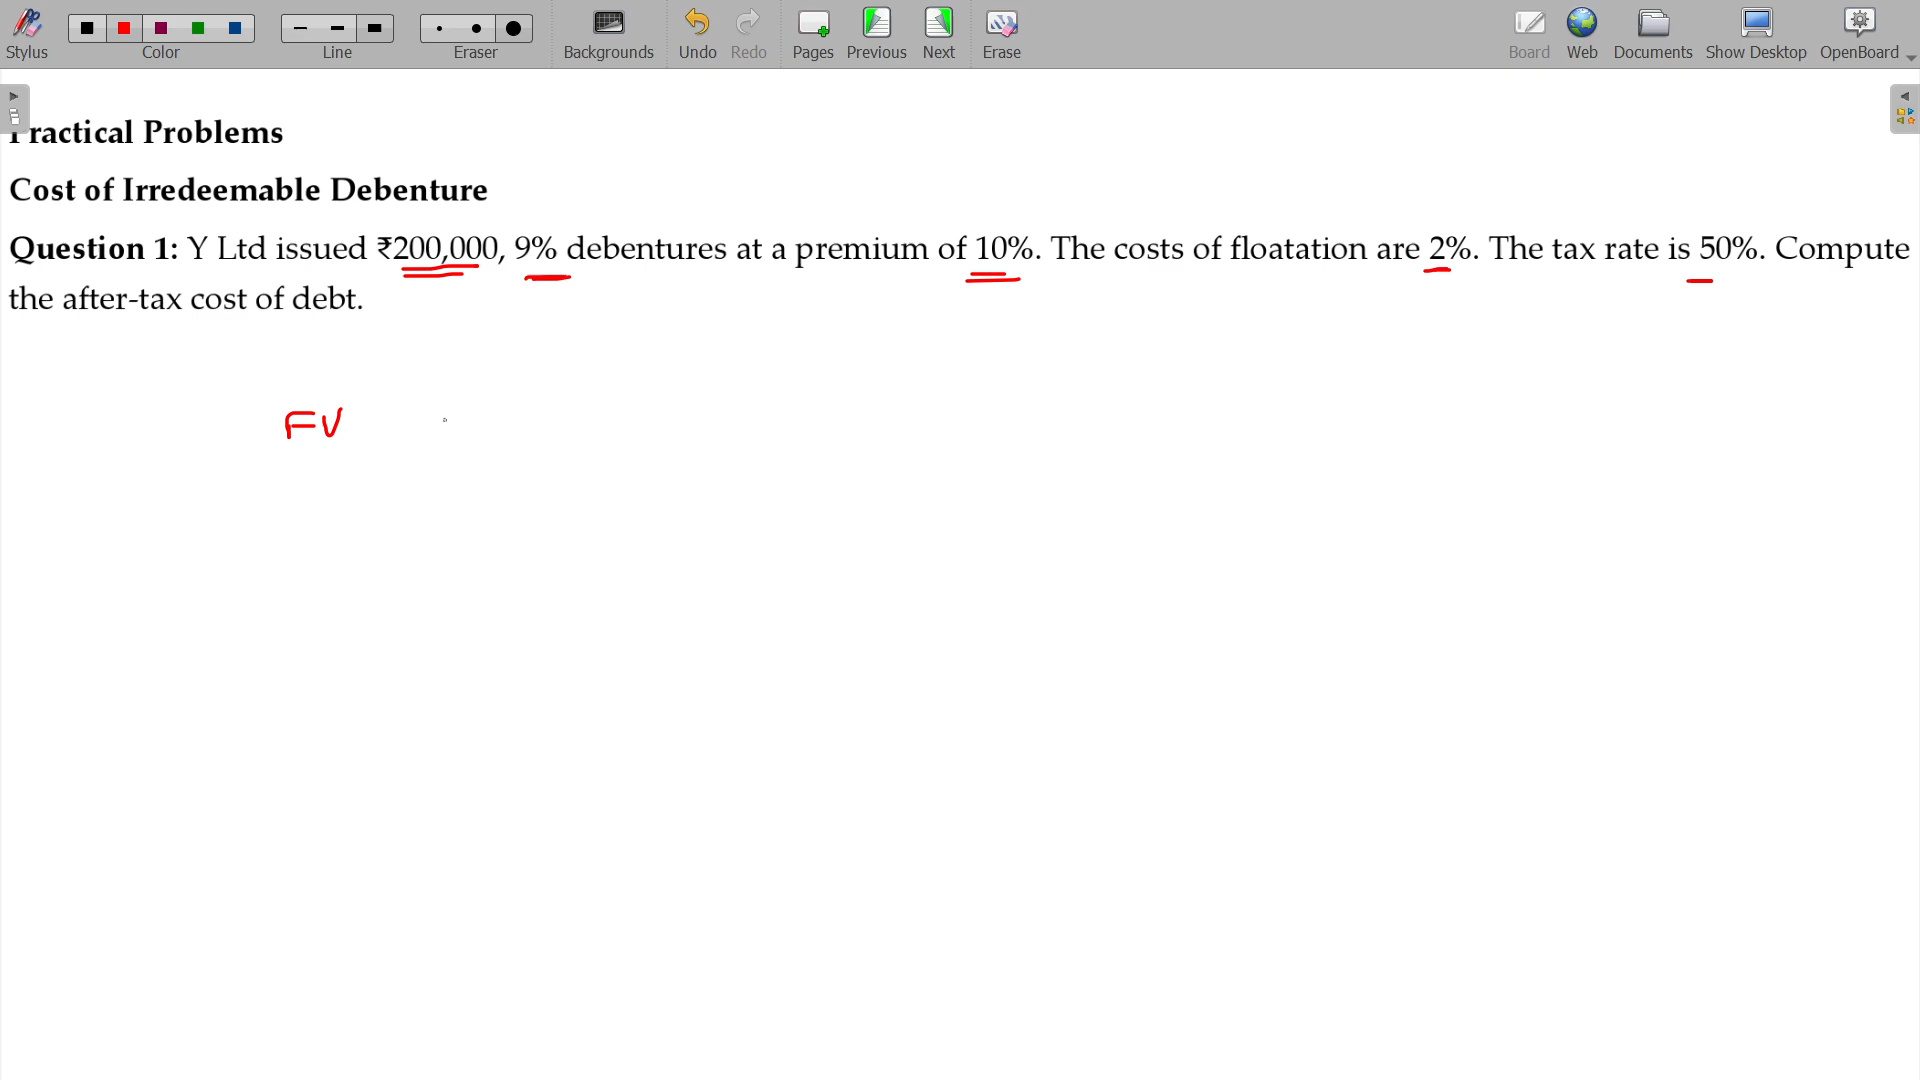 Stylus Color Line Eraser Backgrounds Undo Redo Pages Previous Next Erase Board Web Documents Show Desktop OpenBoard
Practical Problems
Cost of Irredeemable Debenture
Question 1: Y Ltd issued ₹200,000, 9% debentures at a premium of 10%. The costs of floatation are 2%. The tax rate is 50%. Compute
the after-tax cost of debt.
FV